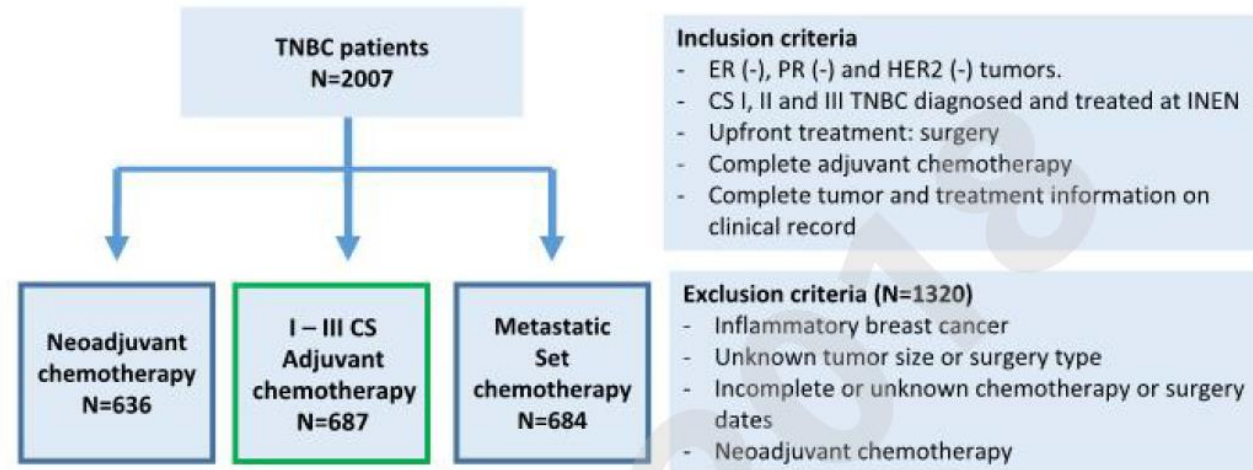 TNBC patients
N=2007
Inclusion criteria
- ER (-), PR (-) and HER2 (-) tumors.
- CS I, II and III TNBC diagnosed and treated at INEN
- Upfront treatment: surgery
- Complete adjuvant chemotherapy
- Complete tumor and treatment information on
clinical record
Neoadjuvant
chemotherapy
N=636
I – III CS
Adjuvant
chemotherapy
N=687
Metastatic
Set
chemotherapy
N=684
Exclusion criteria (N=1320)
- Inflammatory breast cancer
- Unknown tumor size or surgery type
- Incomplete or unknown chemotherapy or surgery
dates
- Neoadjuvant chemotherapy
2018